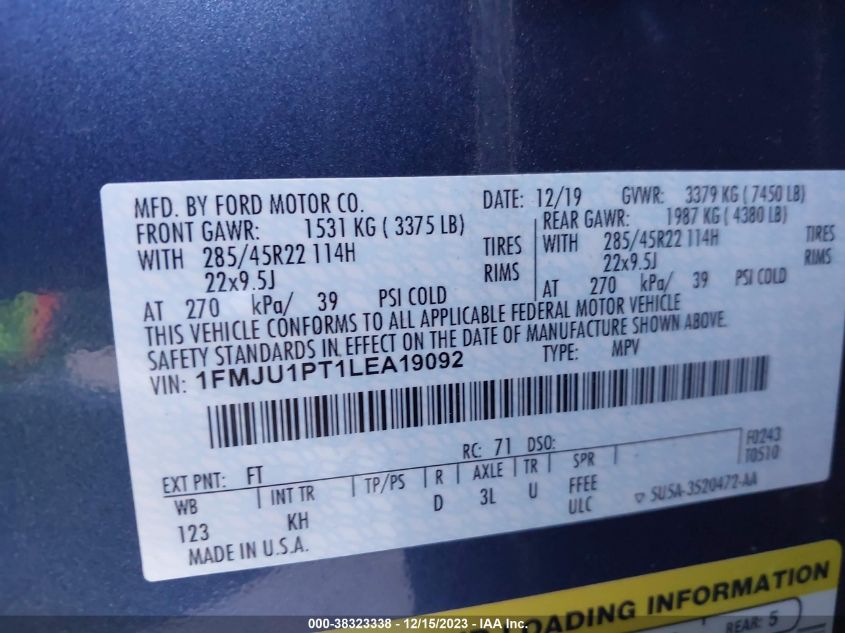 MFD. BY FORD MOTOR CO. DATE: 12/19 GVWR: 3379 KG ( 7450 LB)
FRONT GAWR: 1531 KG ( 3375 LB) REAR GAWR: 1987 KG ( 4380 LB)
WITH 285/45R22 114H TIRES WITH 285/45R22 114H TIRES
22x9.5J RIMS 22x9.5J RIMS
AT 270 kPa/ 39 PSI COLD AT 270 kPa/ 39 PSI COLD
THIS VEHICLE CONFORMS TO ALL APPLICABLE FEDERAL MOTOR VEHICLE
SAFETY STANDARDS IN EFFECT ON THE DATE OF MANUFACTURE SHOWN ABOVE.
VIN: 1FMJU1PT1LEA19092 TYPE: MPV
F0243
EXT PNT: FT RC: 71 DSO: T0510
WB INT TR TP/PS R AXLE TR SPR
123 KH D 3L U FFEE
ULC ▽ SU5A-3520472-AA
MADE IN U.S.A.
LOADING INFORMATION
REAR: 5
000-38323338 - 12/15/2023 - IAA Inc.